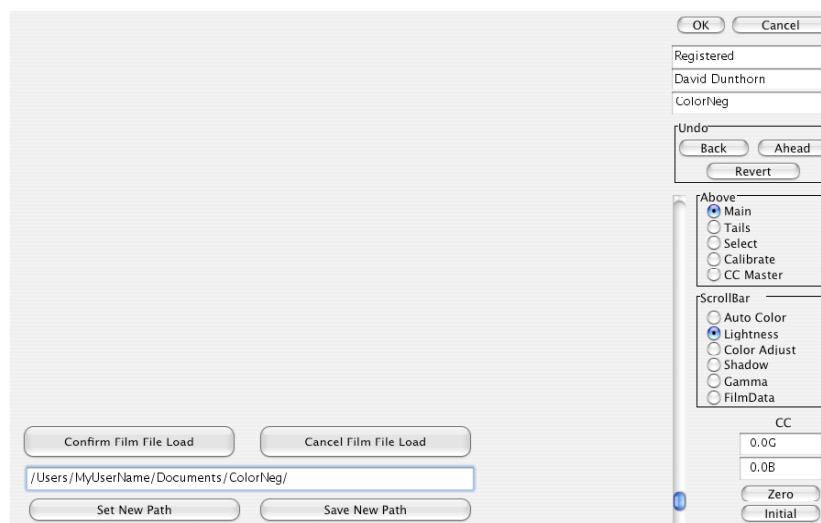 OK Cancel
Registered
David Dunthorn
ColorNeg
Undo
Back Ahead
Revert
Above
Main
Tails
Select
Calibrate
CC Master
ScrollBar
Auto Color
Lightness
Color Adjust
Shadow
Gamma
FilmData
CC
0.0G
0.0B
Zero
Initial
Confirm Film File Load Cancel Film File Load
/Users/MyUserName/Documents/ColorNeg/
Set New Path Save New Path